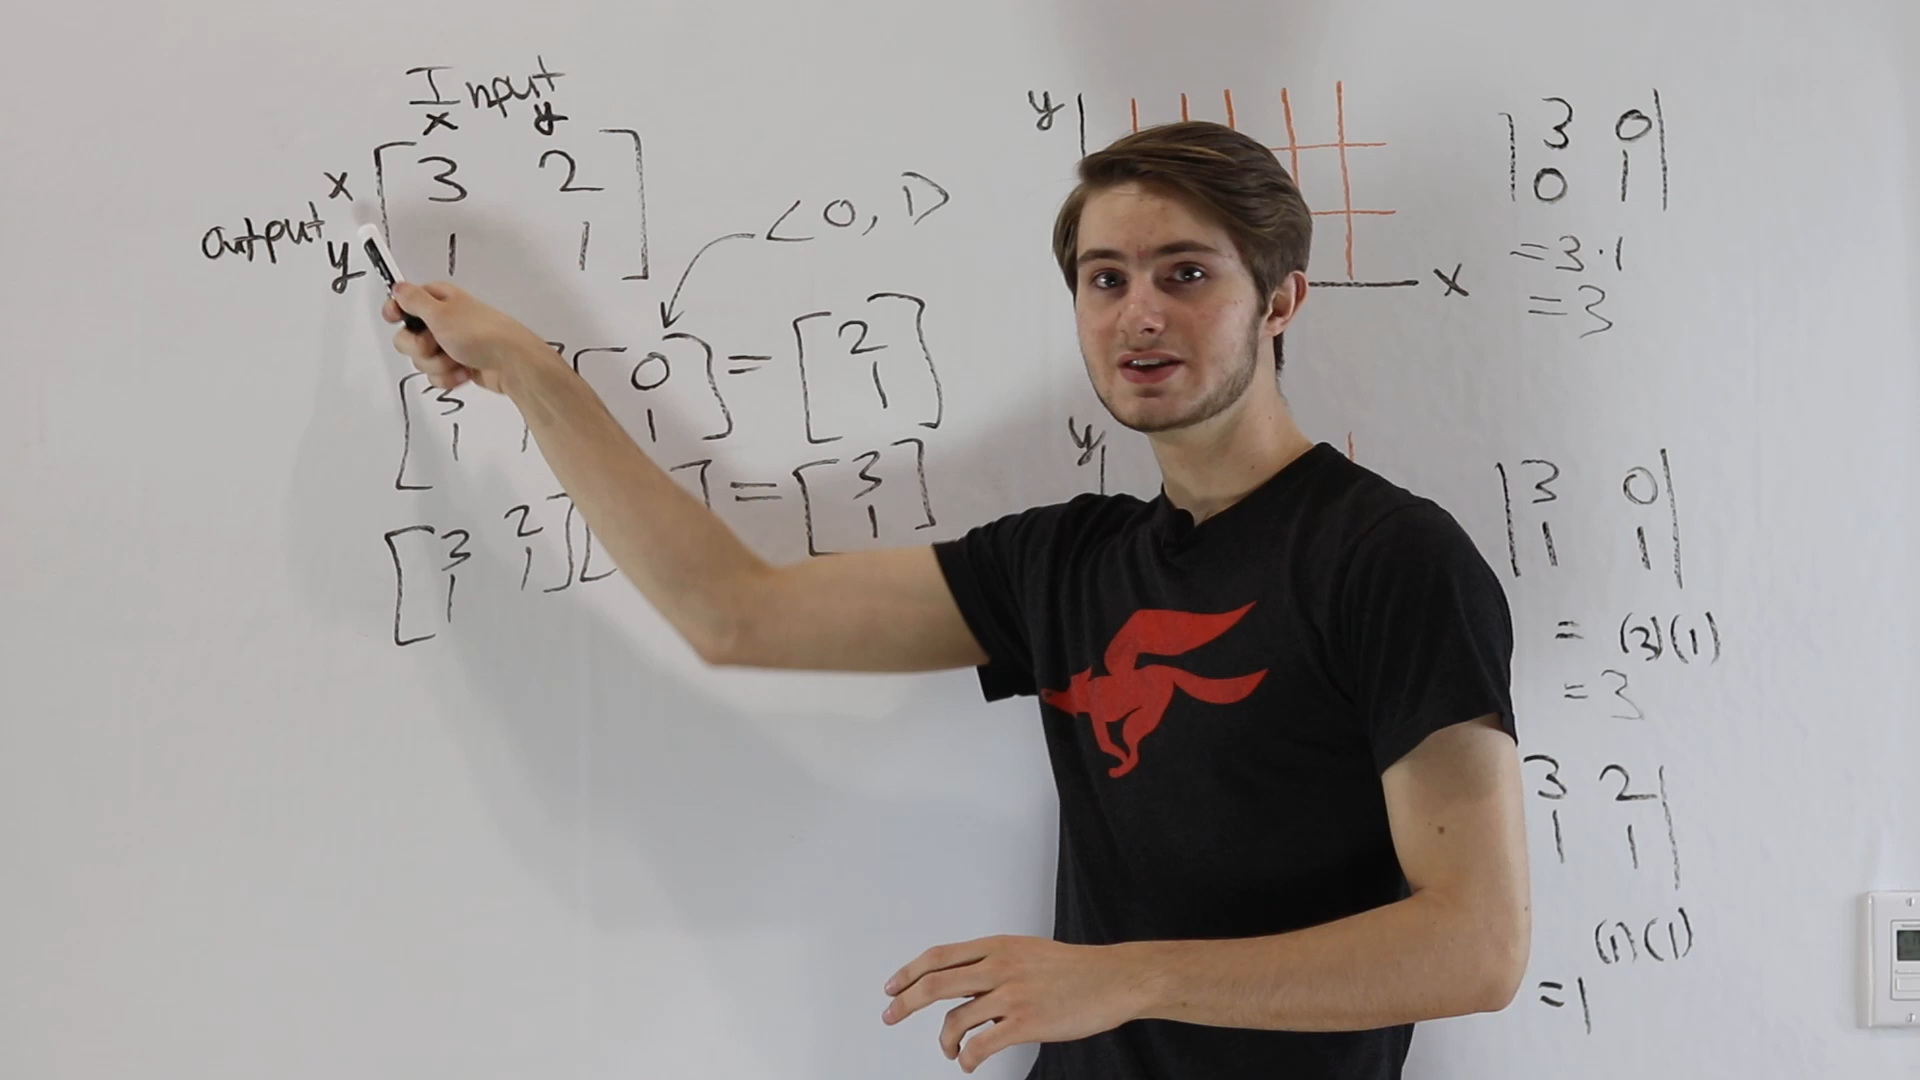 Input
x y
x 3 2
output
y 1 1
<0, 1>
3 0 = 2
1 1 1 1
= 3
1
3 2
1 1
y
x
3 0
0 1
=3·1
=3
y
3 0
1 1
= (3)(1)
=3
3 2
1 1
(1)(1)
=1